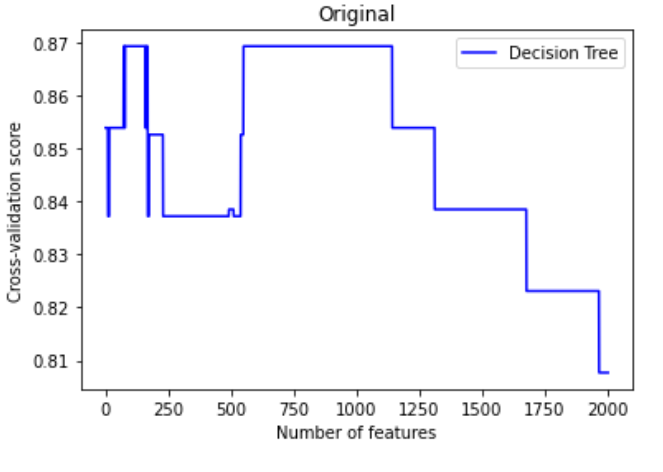 Original
Decision Tree
Cross-validation score
0.87
0.86
0.85
0.84
0.83
0.82
0.81
0 250 500 750 1000 1250 1500 1750 2000
Number of features